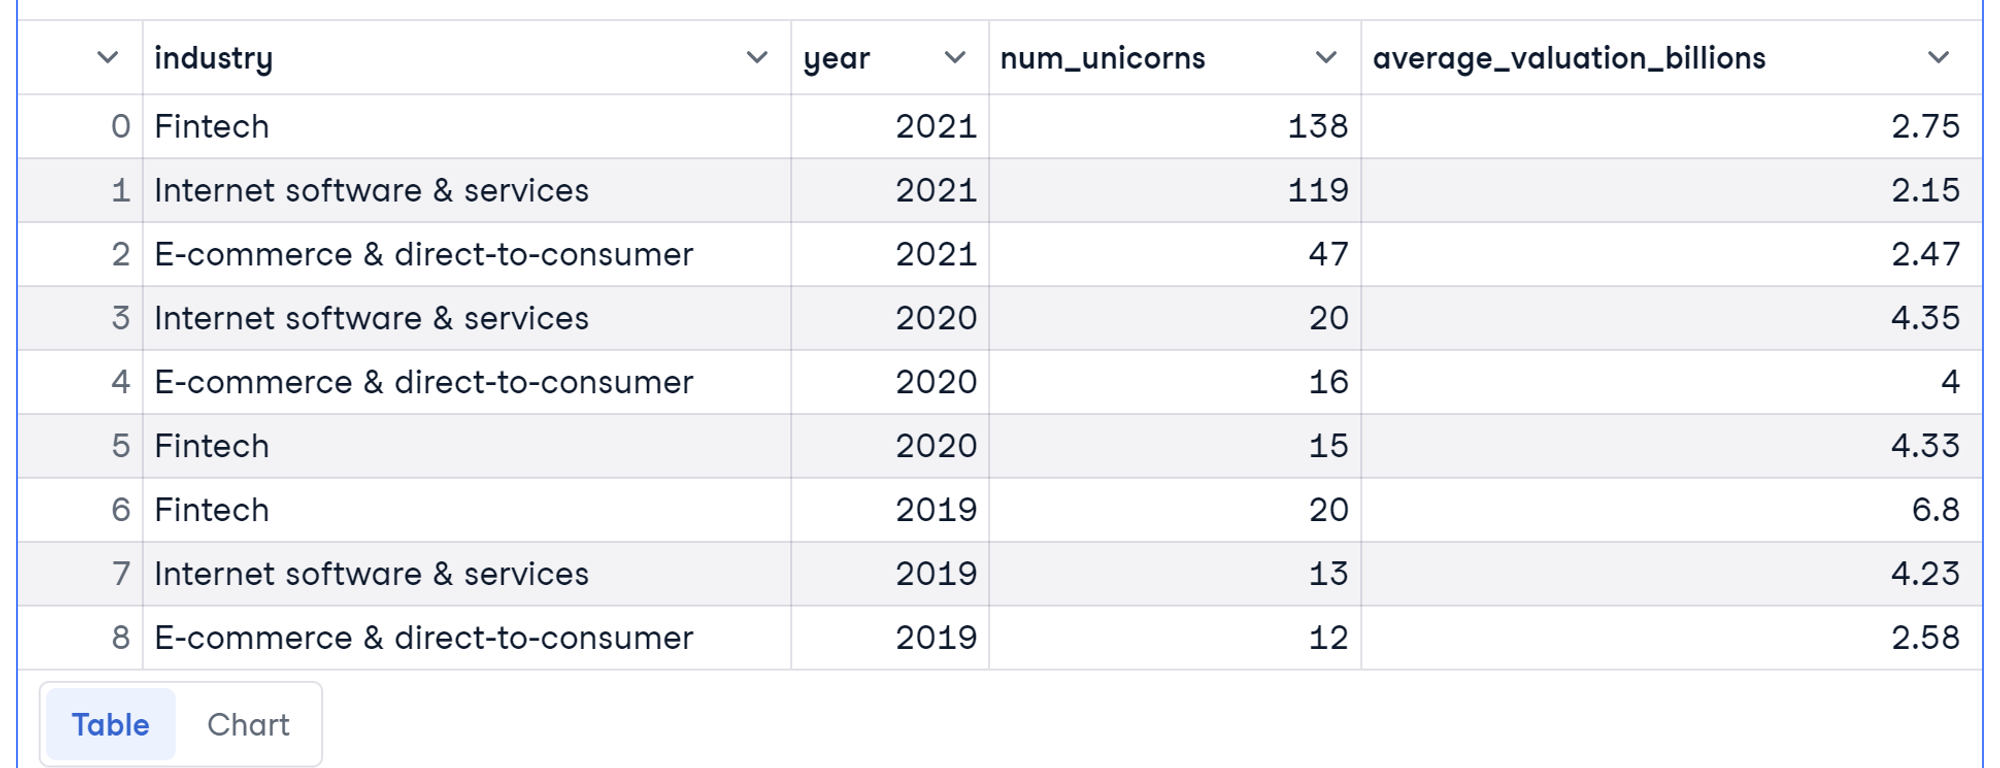 industry year num_unicorns average_valuation_billions
0 Fintech 2021 138 2.75
1 Internet software & services 2021 119 2.15
2 E-commerce & direct-to-consumer 2021 47 2.47
3 Internet software & services 2020 20 4.35
4 E-commerce & direct-to-consumer 2020 16 4
5 Fintech 2020 15 4.33
6 Fintech 2019 20 6.8
7 Internet software & services 2019 13 4.23
8 E-commerce & direct-to-consumer 2019 12 2.58
Table Chart